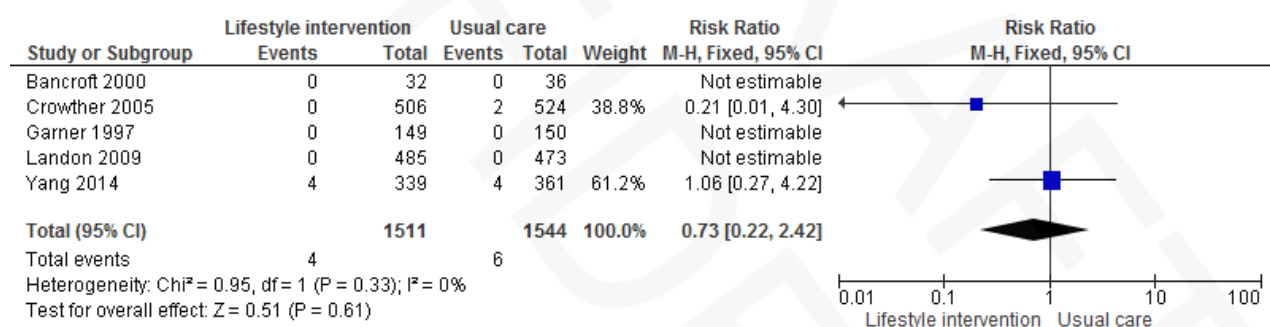 Lifestyle intervention Usual care Risk Ratio Risk Ratio
Study or Subgroup Events Total Events Total Weight M-H, Fixed, 95% CI M-H, Fixed, 95% CI
Bancroft 2000 0 32 0 36 Not estimable
Crowther 2005 0 506 2 524 38.8% 0.21 [0.01, 4.30]
Garner 1997 0 149 0 150 Not estimable
Landon 2009 0 485 0 473 Not estimable
Yang 2014 4 339 4 361 61.2% 1.06 [0.27, 4.22]
Total (95% CI) 1511 1544 100.0% 0.73 [0.22, 2.42]
Total events 4 6
Heterogeneity: Chi² = 0.95, df = 1 (P = 0.33); I² = 0%
Test for overall effect: Z = 0.51 (P = 0.61)
0.01 0.1 1 10 100
Lifestyle intervention Usual care